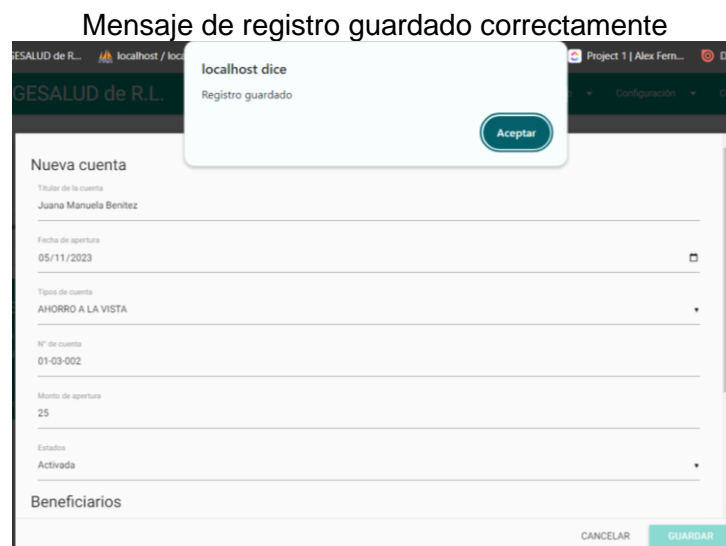 Mensaje de registro guardado correctamente
GESALUD de R... localhost / loca
Project 1 | Alex Fern... D
localhost dice
Registro guardado
Aceptar
GESALUD de R.L.
Configuración
Nueva cuenta
Titular de la cuenta
Juana Manuela Benitez
Fecha de apertura
05/11/2023
Tipos de cuenta
AHORRO A LA VISTA
N° de cuenta
01-03-002
Monto de apertura
25
Estados
Activada
Beneficiarios
CANCELAR GUARDAR